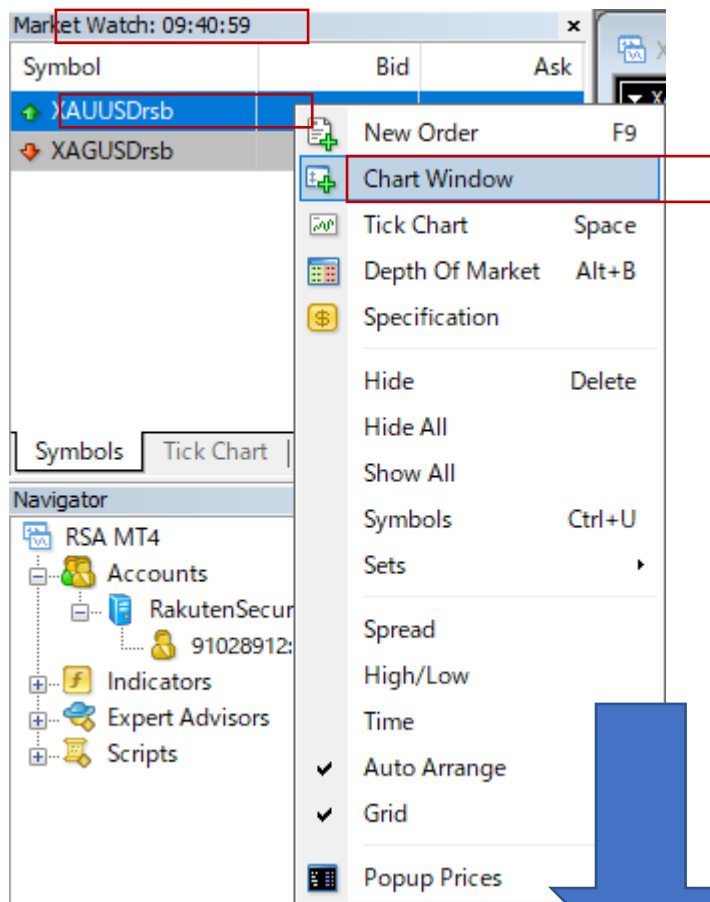 Market Watch: 09:40:59
Symbol Bid Ask
XAUUSDrsb
XAGUSDrsb
New Order F9
Chart Window
Tick Chart Space
Depth Of Market Alt+B
Specification
Hide Delete
Hide All
Show All
Symbols Ctrl+U
Sets
Spread
High/Low
Time
Auto Arrange
Grid
Popup Prices
Symbols Tick Chart
Navigator
RSA MT4
Accounts
RakutenSecur
91028912:
Indicators
Expert Advisors
Scripts